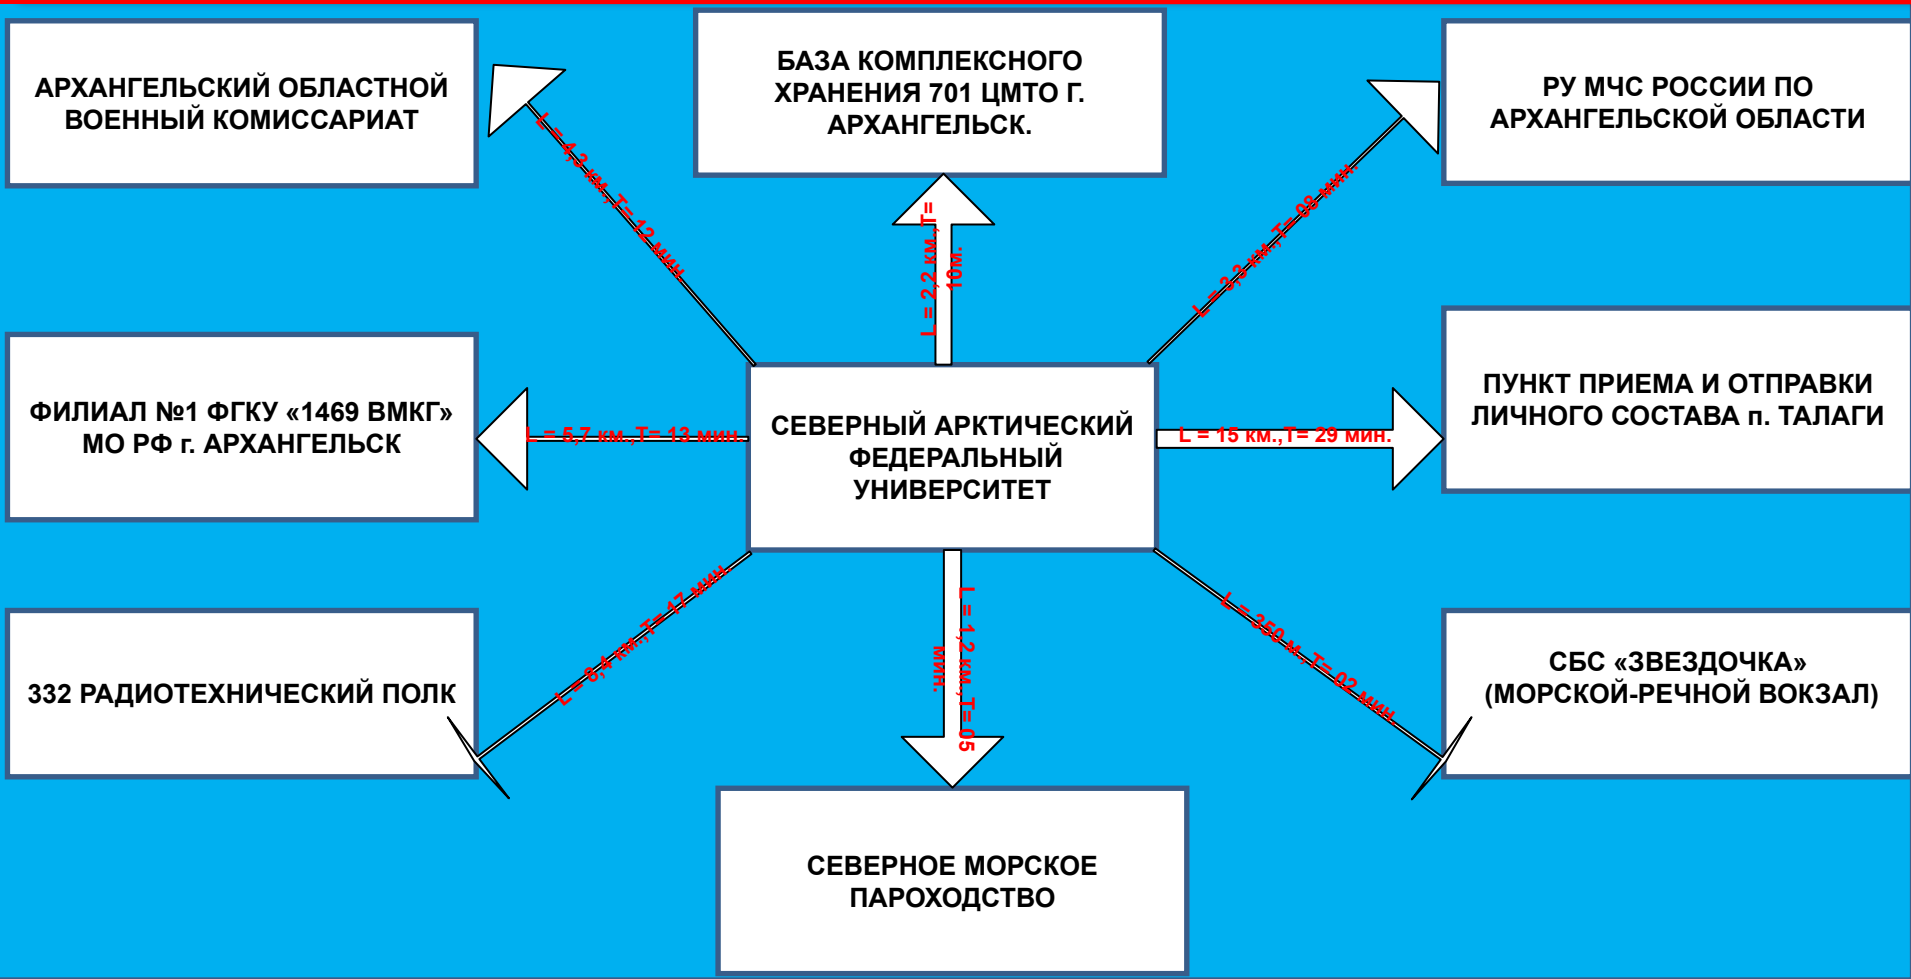 АРХАНГЕЛЬСКИЙ ОБЛАСТНОЙ
ВОЕННЫЙ КОМИССАРИАТ
БАЗА КОМПЛЕКСНОГО
ХРАНЕНИЯ 701 ЦМТО Г.
АРХАНГЕЛЬСК.
РУ МЧС РОССИИ ПО
АРХАНГЕЛЬСКОЙ ОБЛАСТИ
L = 4,3 км.,Т= 12 мин.
L = 2,2 км.,Т=
10м.
L = 3,3 км.,Т= 08 мин.
ФИЛИАЛ №1 ФГКУ «1469 ВМКГ»
МО РФ г. АРХАНГЕЛЬСК
L = 5,7 км.,Т= 13 мин.
СЕВЕРНЫЙ АРКТИЧЕСКИЙ
ФЕДЕРАЛЬНЫЙ
УНИВЕРСИТЕТ
L = 15 км.,Т= 29 мин.
ПУНКТ ПРИЕМА И ОТПРАВКИ
ЛИЧНОГО СОСТАВА п. ТАЛАГИ
332 РАДИОТЕХНИЧЕСКИЙ ПОЛК
L = 8,4 км.,Т= 17 мин.
L = 1,2 км.,Т= 05
мин.
L = 350 м.,Т= 02 мин.
СБС «ЗВЕЗДОЧКА»
(МОРСКОЙ-РЕЧНОЙ ВОКЗАЛ)
СЕВЕРНОЕ МОРСКОЕ
ПАРОХОДСТВО